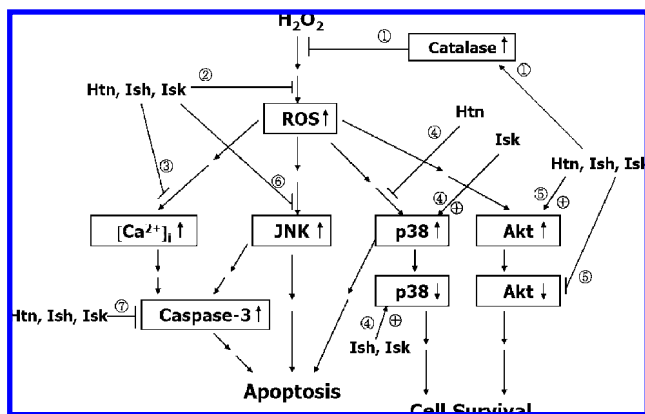 H₂O₂
①
Catalase ↑
②
①
Htn, Ish, Isk
Htn
ROS ↑
④
Isk
③
⑥
Htn, Ish, Isk
④ ⊕
⑤ ⊕
[Ca²⁺]i ↑
JNK ↑
p38 ↑
Akt ↑
p38 ↓
Akt ↓
⑤
⑦
Htn, Ish, Isk
Caspase-3 ↑
④ ⊕
Ish, Isk
Apoptosis
Cell Survival